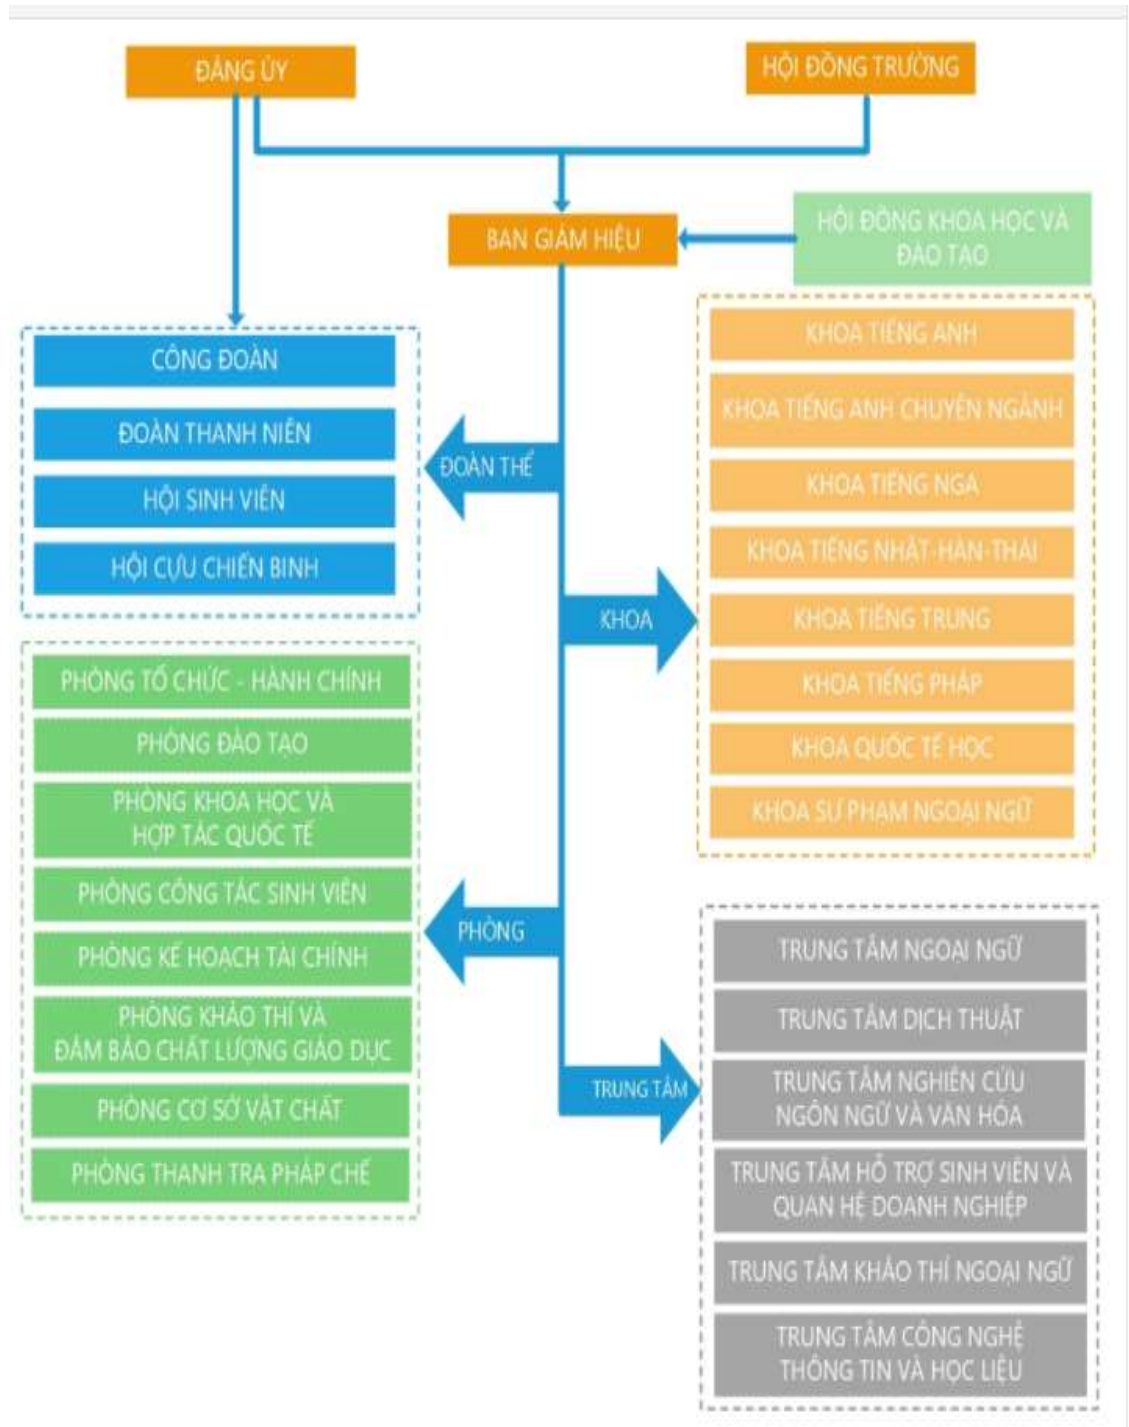 ĐẢNG ỦY
HỘI ĐỒNG TRƯỜNG
BAN GIÁM HIỆU
HỘI ĐỒNG KHOA HỌC VÀ
ĐÀO TẠO
CÔNG ĐOÀN
ĐOÀN THANH NIÊN
HỘI SINH VIÊN
HỘI CỰU CHIẾN BINH
ĐOÀN THỂ
KHOA TIẾNG ANH
KHOA TIẾNG ANH CHUYÊN NGÀNH
KHOA TIẾNG NGA
KHOA TIẾNG NHẬT-HÀN-THÁI
KHOA TIẾNG TRUNG
KHOA TIẾNG PHÁP
KHOA QUỐC TẾ HỌC
KHOA SƯ PHẠM NGOẠI NGỮ
KHOA
PHÒNG TỔ CHỨC - HÀNH CHÍNH
PHÒNG ĐÀO TẠO
PHÒNG KHOA HỌC VÀ
HỢP TÁC QUỐC TẾ
PHÒNG CÔNG TÁC SINH VIÊN
PHÒNG KẾ HOẠCH TÀI CHÍNH
PHÒNG KHẢO THÍ VÀ
ĐẢM BẢO CHẤT LƯỢNG GIÁO DỤC
PHÒNG CƠ SỞ VẬT CHẤT
PHÒNG THANH TRA PHÁP CHẾ
PHÒNG
TRUNG TÂM
TRUNG TÂM NGOẠI NGỮ
TRUNG TÂM DỊCH THUẬT
TRUNG TÂM NGHIÊN CỨU
NGÔN NGỮ VÀ VĂN HÓA
TRUNG TÂM HỖ TRỢ SINH VIÊN VÀ
QUAN HỆ DOANH NGHIỆP
TRUNG TÂM KHẢO THÍ NGOẠI NGỮ
TRUNG TÂM CÔNG NGHỆ
THÔNG TIN VÀ HỌC LIỆU